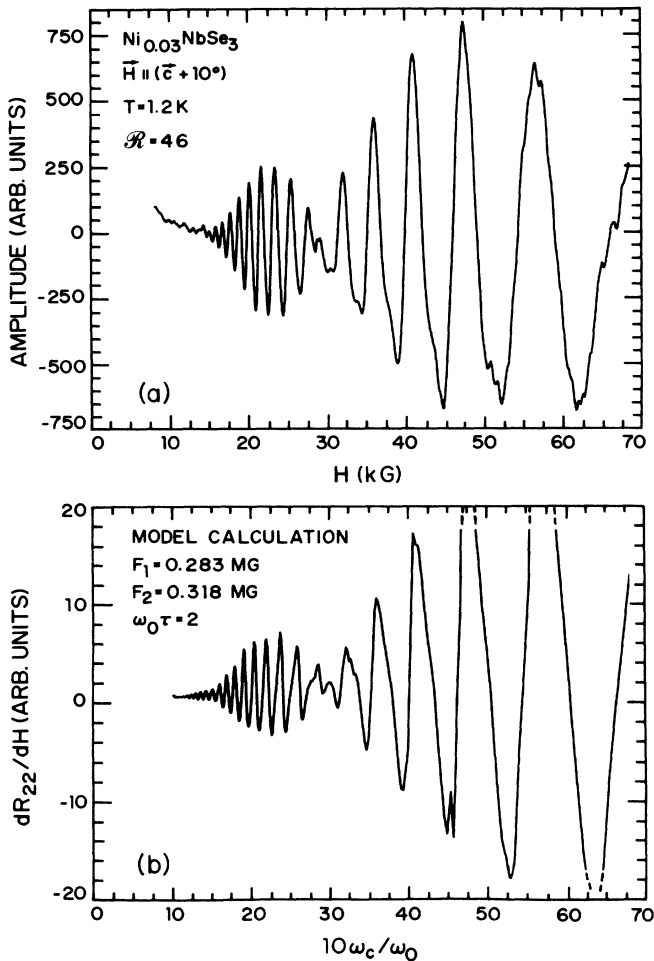 750
Ni0.03NbSe3
H⃗ II (c⃗ + 10°)
500
T=1.2K
ℛ=46
250
0
-250
-500
-750
AMPLITUDE (ARB. UNITS)
(a)
0 10 20 30 40 50 60 70
H (kG)
20
MODEL CALCULATION
F1=0.283 MG
F2=0.318 MG
10
ω0τ=2
0
-10
-20
dR22/dH (ARB. UNITS)
(b)
0 10 20 30 40 50 60 70
10ωc/ω0